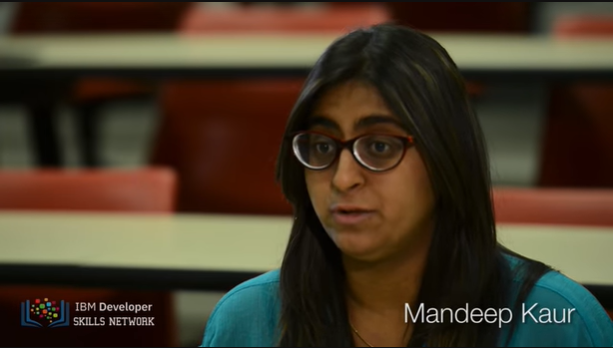 IBM Developer
SKILLS NETWORK
Mandeep Kaur